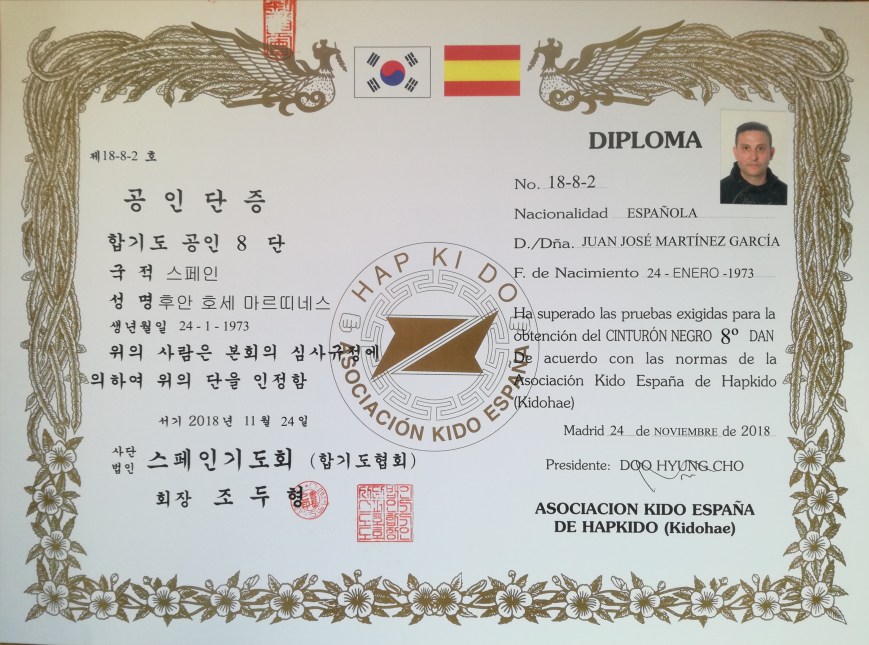 제18-8-2 호
공 인 단 증
합기도 공인 8 단
국 적 스페인
성 명 후안 호세 마르띠네스
생년월일 24-1-1973
위의 사람은 본회의 심사규정에
의하여 위의 단을 인정함
서기 2018 년 11 월 24 일
사단
법인 스페인기도회 (합기도협회)
회장 조 두 형
HAP KI DO
ASOCIACIÓN KIDO ESPAÑA
DIPLOMA
No. 18-8-2
Nacionalidad ESPAÑOLA
D./Dña. JUAN JOSÉ MARTÍNEZ GARCÍA
F. de Nacimiento 24 - ENERO -1973
Ha superado las pruebas exigidas para la
obtención del CINTURÓN NEGRO 8º DAN
De acuerdo con las normas de la
Asociación Kido España de Hapkido
(Kidohae)
Madrid 24 de NOVIEMBRE de 2018
Presidente: DOO HYUNG CHO
ASOCIACION KIDO ESPAÑA
DE HAPKIDO (Kidohae)